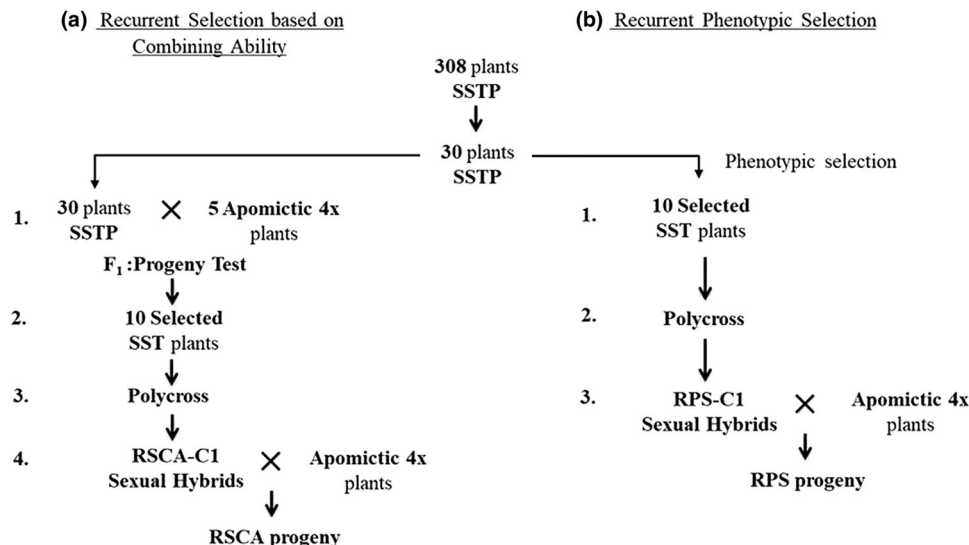 (a) Recurrent Selection based on
Combining Ability
(b) Recurrent Phenotypic Selection
308 plants
SSTP
30 plants
SSTP
Phenotypic selection
1. 30 plants × 5 Apomictic 4x
SSTP plants
F1 :Progeny Test
2. 10 Selected
SST plants
3. Polycross
4. RSCA-C1 × Apomictic 4x
Sexual Hybrids plants
RSCA progeny
1. 10 Selected
SST plants
2. Polycross
3. RPS-C1 × Apomictic 4x
Sexual Hybrids plants
RPS progeny